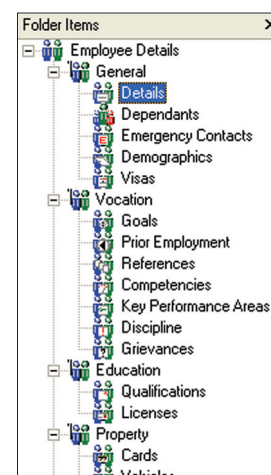 Folder Items
Employee Details
General
Details
Dependants
Emergency Contacts
Demographics
Visas
Vocation
Goals
Prior Employment
References
Competencies
Key Performance Areas
Discipline
Grievances
Education
Qualifications
Licenses
Property
Cards
Vehicles